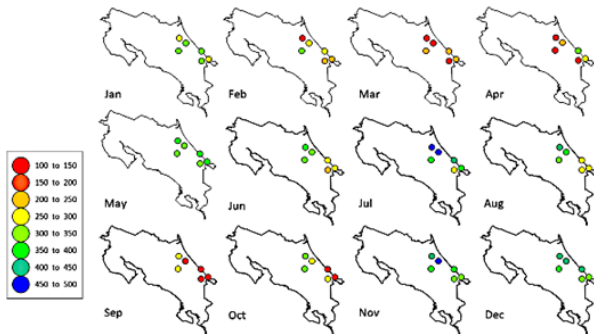 Jan
Feb
Mar
Apr
May
Jun
Jul
Aug
Sep
Oct
Nov
Dec
100 to 150
150 to 200
200 to 250
250 to 300
300 to 350
350 to 400
400 to 450
450 to 500